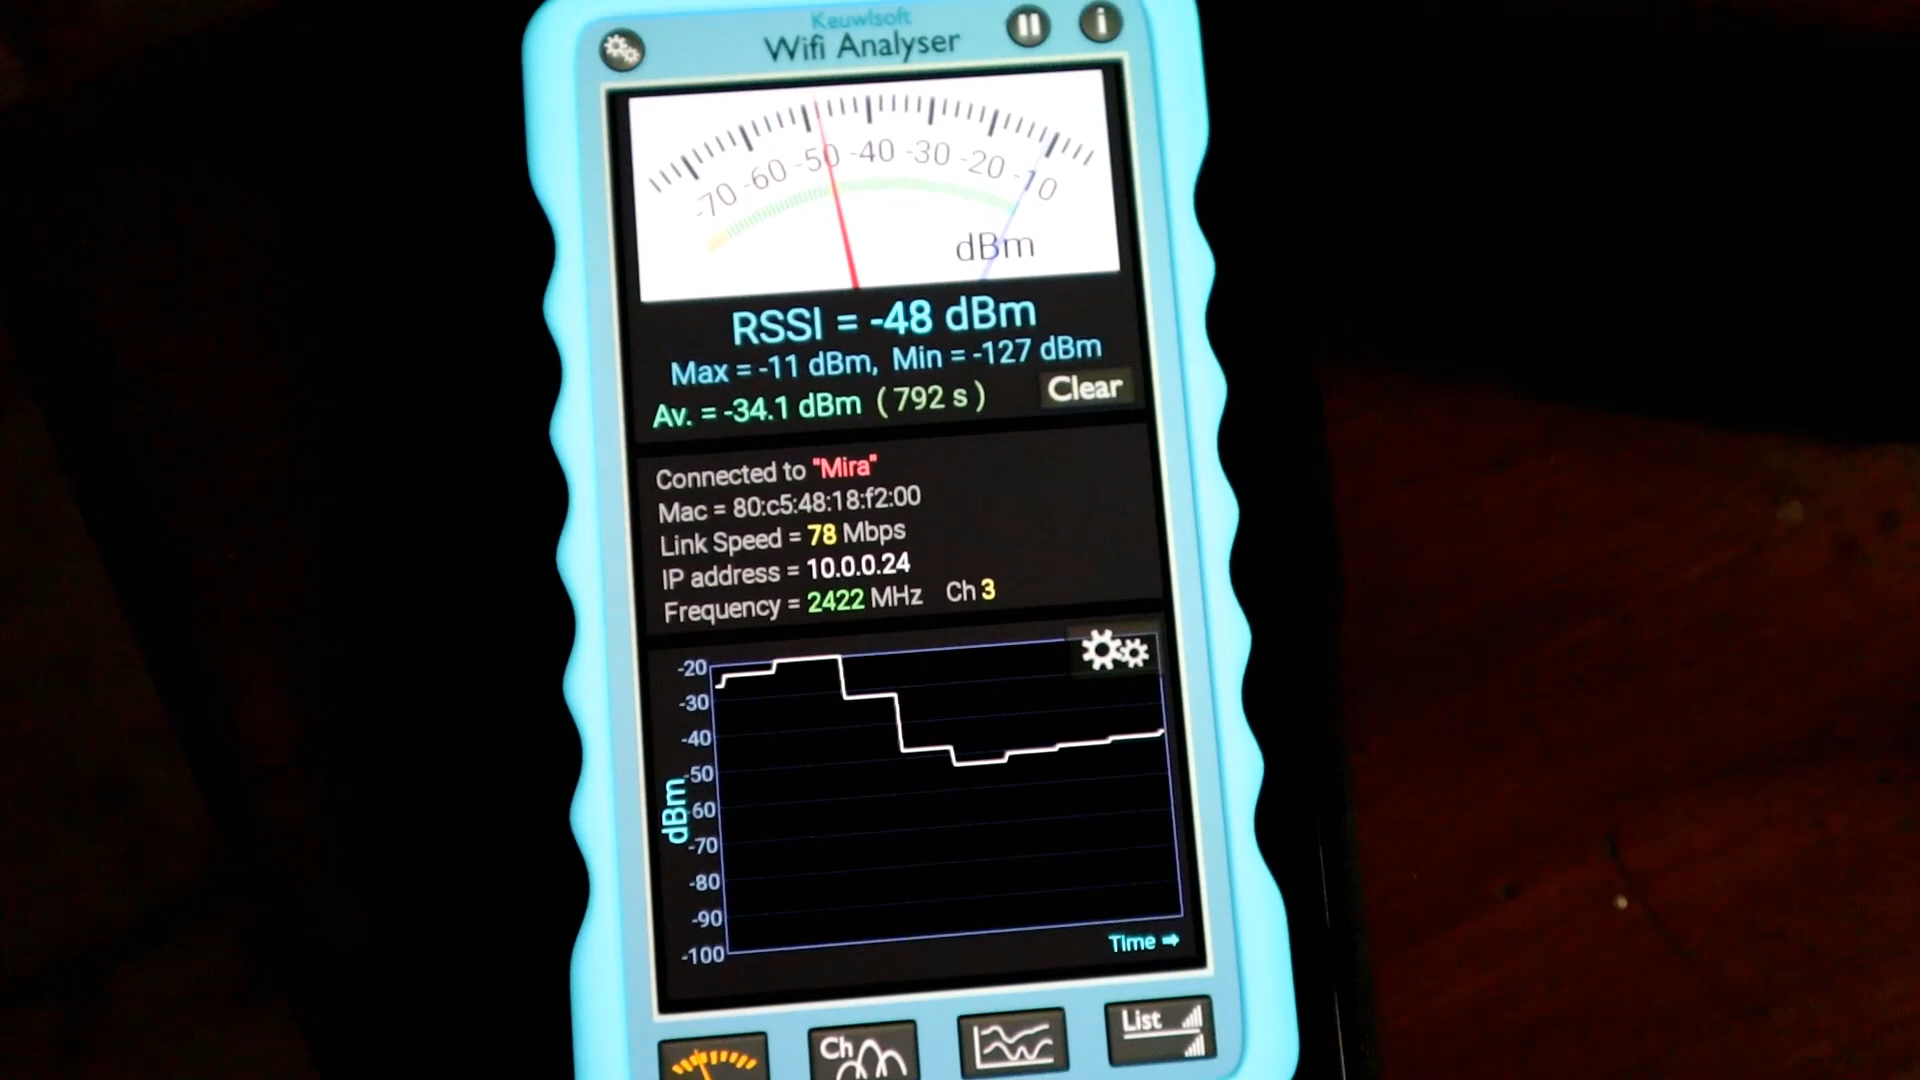 Keuwlsoft
Wifi Analyser
-70 -60 -50 -40 -30 -20 -10
dBm
RSSI = -48 dBm
Max = -11 dBm, Min = -127 dBm
Av. = -34.1 dBm ( 792 s )
Clear
Connected to "Mira"
Mac = 80:c5:48:18:f2:00
Link Speed = 78 Mbps
IP address = 10.0.0.24
Frequency = 2422 MHz Ch 3
-20
-30
-40
-50
-60
-70
-80
-90
-100
dBm
Time
Ch
List